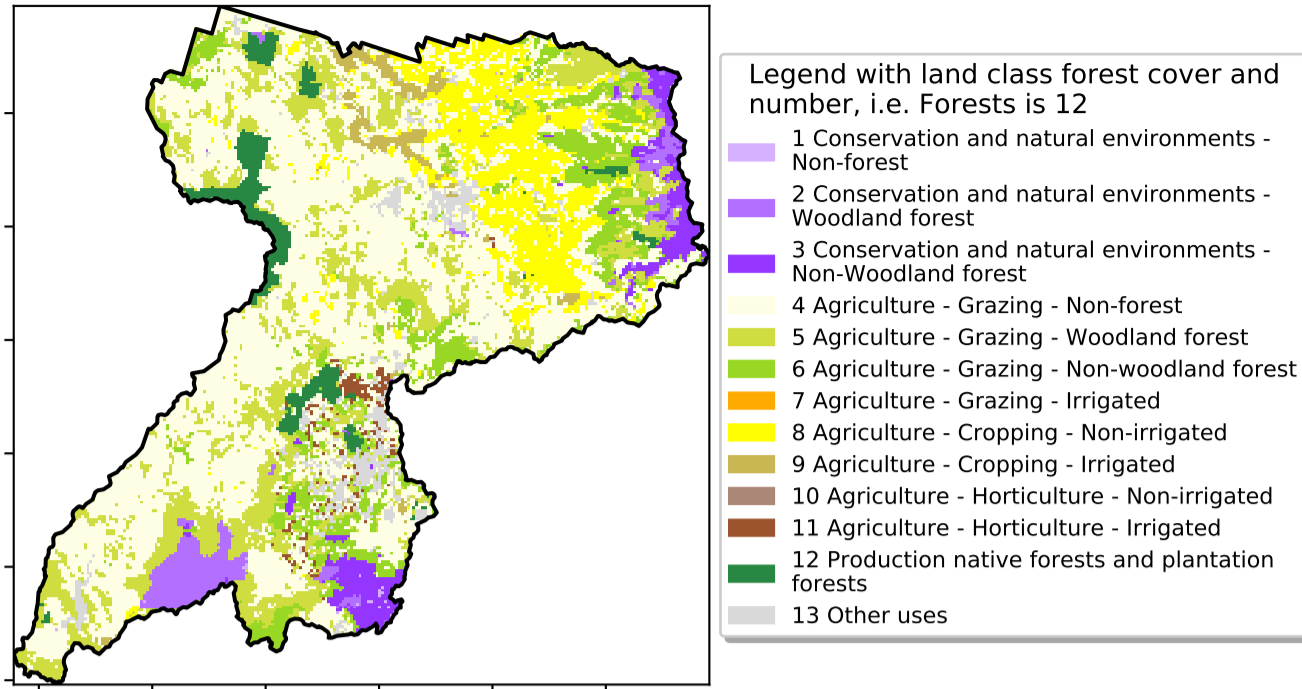 Legend with land class forest cover and
number, i.e. Forests is 12
1 Conservation and natural environments -
Non-forest
2 Conservation and natural environments -
Woodland forest
3 Conservation and natural environments -
Non-Woodland forest
4 Agriculture - Grazing - Non-forest
5 Agriculture - Grazing - Woodland forest
6 Agriculture - Grazing - Non-woodland forest
7 Agriculture - Grazing - Irrigated
8 Agriculture - Cropping - Non-irrigated
9 Agriculture - Cropping - Irrigated
10 Agriculture - Horticulture - Non-irrigated
11 Agriculture - Horticulture - Irrigated
12 Production native forests and plantation
forests
13 Other uses